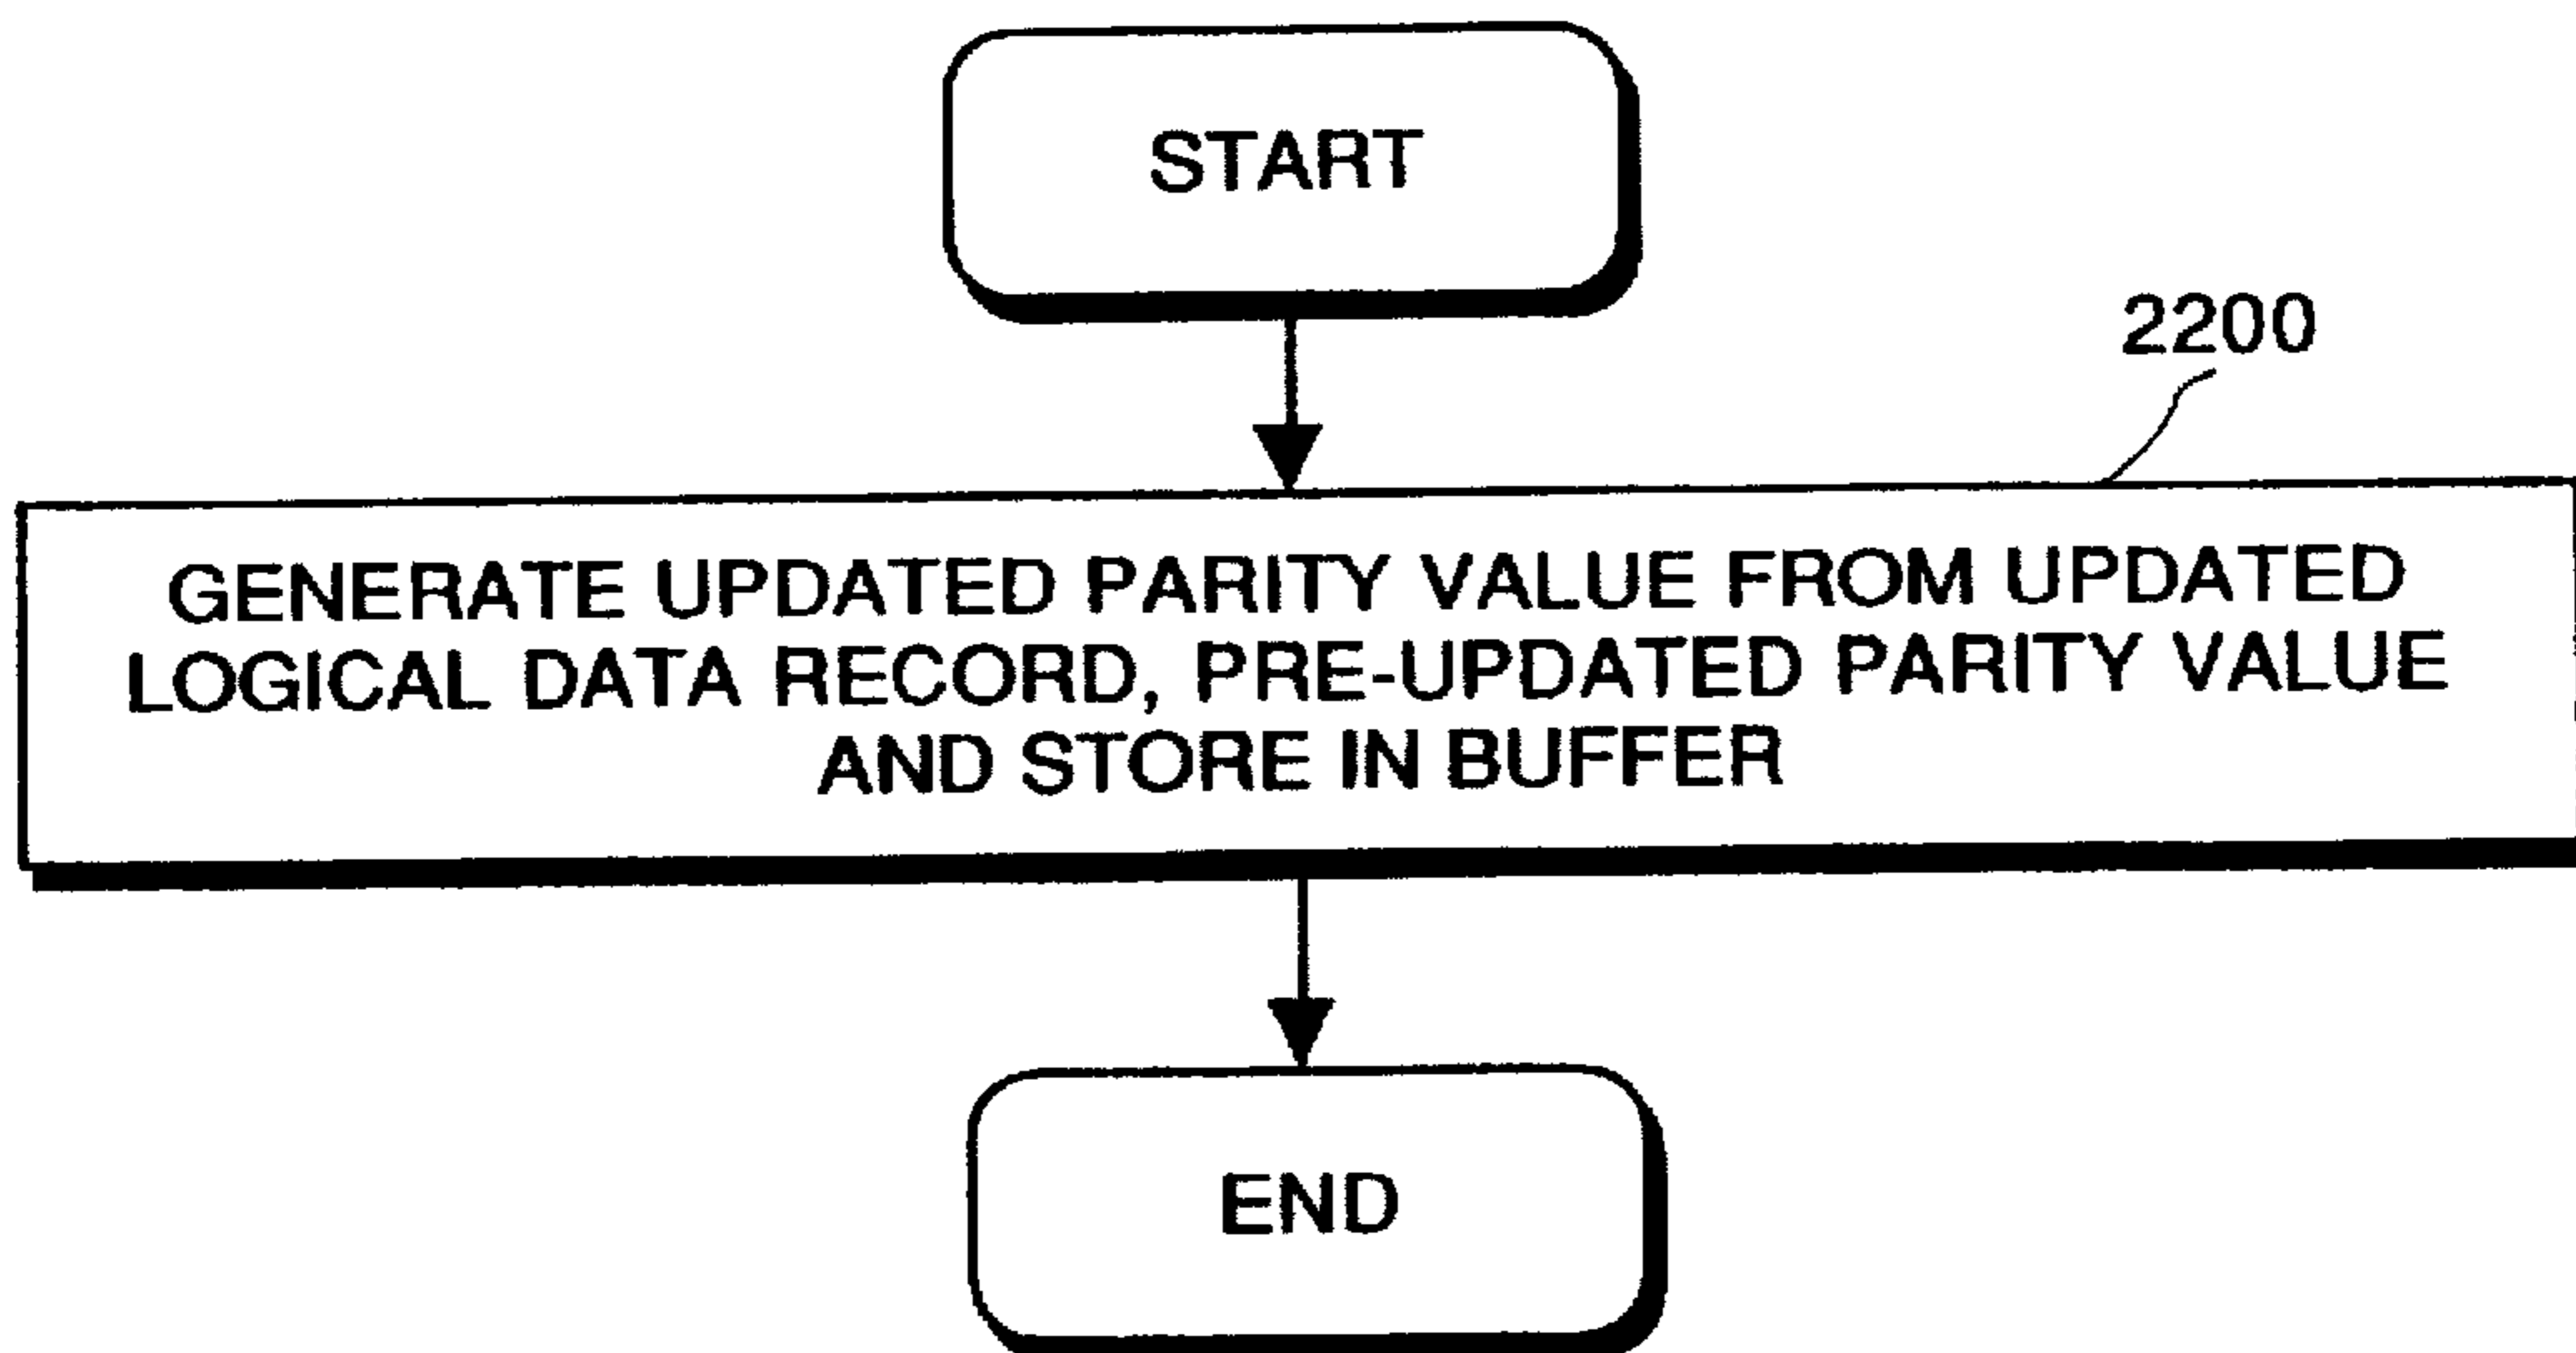 START
2200
GENERATE UPDATED PARITY VALUE FROM UPDATED
LOGICAL DATA RECORD, PRE-UPDATED PARITY VALUE
AND STORE IN BUFFER
END